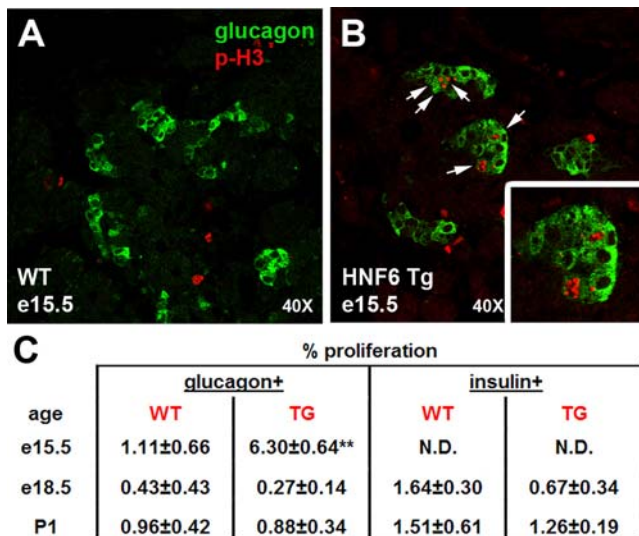 A
glucagon
p-H3
WT
e15.5
40X
B
HNF6 Tg
e15.5
40X
C
% proliferation
glucagon+ insulin+
age WT TG WT TG
e15.5 1.11±0.66 6.30±0.64** N.D. N.D.
e18.5 0.43±0.43 0.27±0.14 1.64±0.30 0.67±0.34
P1 0.96±0.42 0.88±0.34 1.51±0.61 1.26±0.19